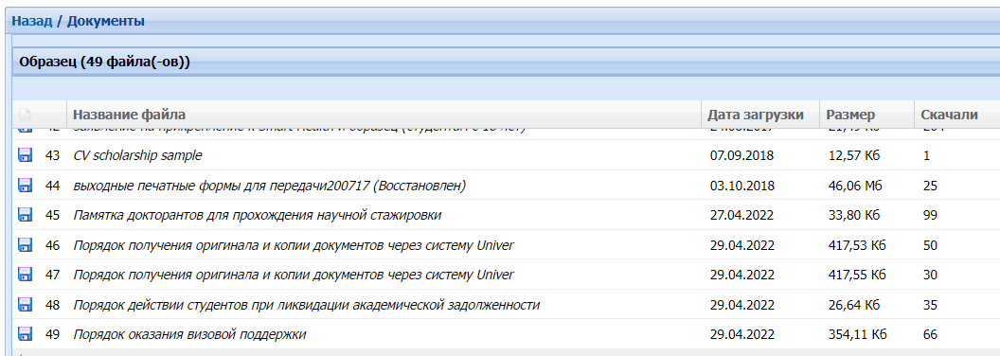 Назад / Документы
Образец (49 файла(-ов))
Название файла Дата загрузки Размер Скачали
43 CV scholarship sample 07.09.2018 12,57 Кб 1
44 выходные печатные формы для передачи200717 (Восстановлен) 03.10.2018 46,06 Мб 25
45 Памятка докторантов для прохождения научной стажировки 27.04.2022 33,80 Кб 99
46 Порядок получения оригинала и копии документов через систему Univer 29.04.2022 417,53 Кб 50
47 Порядок получения оригинала и копии документов через систему Univer 29.04.2022 417,55 Кб 30
48 Порядок действии студентов при ликвидации академической задолженности 29.04.2022 26,64 Кб 35
49 Порядок оказания визовой поддержки 29.04.2022 354,11 Кб 66